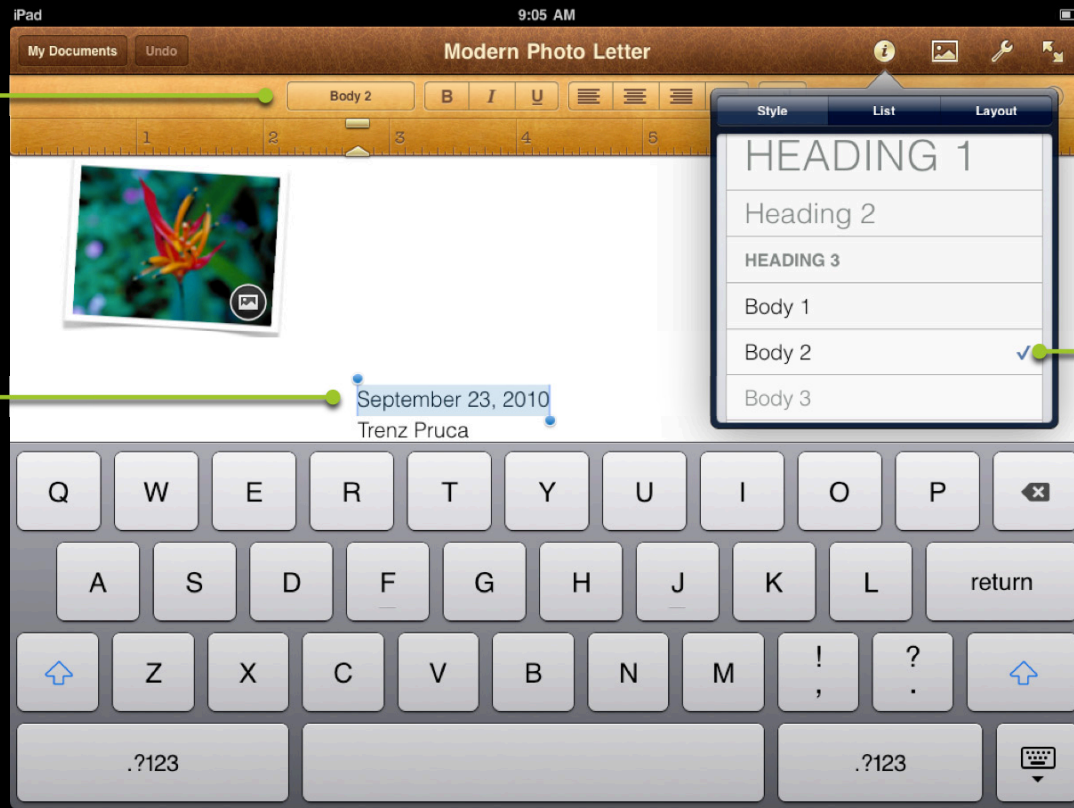 iPad 9:05 AM
My Documents Undo Modern Photo Letter
Body 2 B I U
Style List Layout
1 2 3 4 5
HEADING 1
Heading 2
HEADING 3
Body 1
Body 2
Body 3
September 23, 2010
Trenz Pruca
Q W E R T Y U I O P
A S D F G H J K L return
Z X C V B N M ! , ? .
.?123 .?123